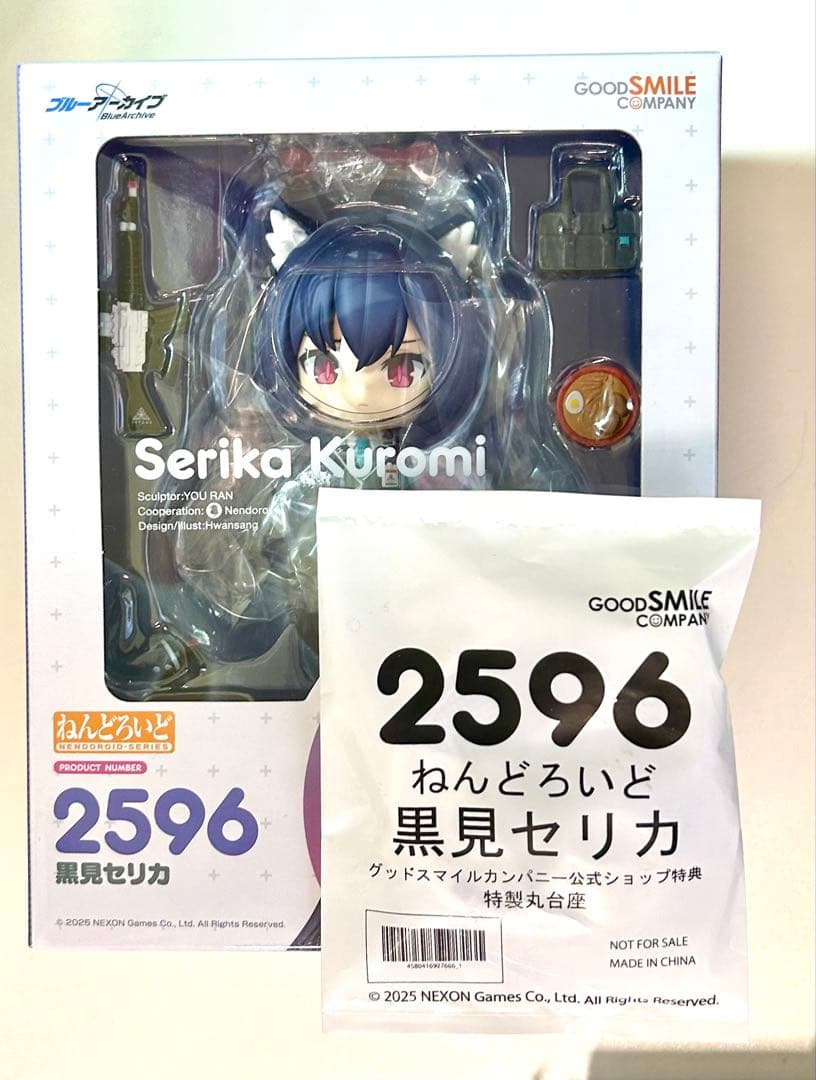 ブルーアーカイブ
BlueArchive
GOOD SMILE
COMPANY
Serika Kuromi
Sculptor:YOU RAN
Cooperation: Nendoro
Design/Illust:Hwansang
ねんどろいど
NENDOROID-SERIES
PRODUCT NUMBER
2596
黒見セリカ
© 2025 NEXON Games Co., Ltd. All Rights Reserved.
GOOD SMILE
COMPANY
2596
ねんどろいど
黒見セリカ
グッドスマイルカンパニー公式ショップ特典
特製丸台座
NOT FOR SALE
MADE IN CHINA
4580416927666_1
© 2025 NEXON Games Co., Ltd. All Rights Reserved.